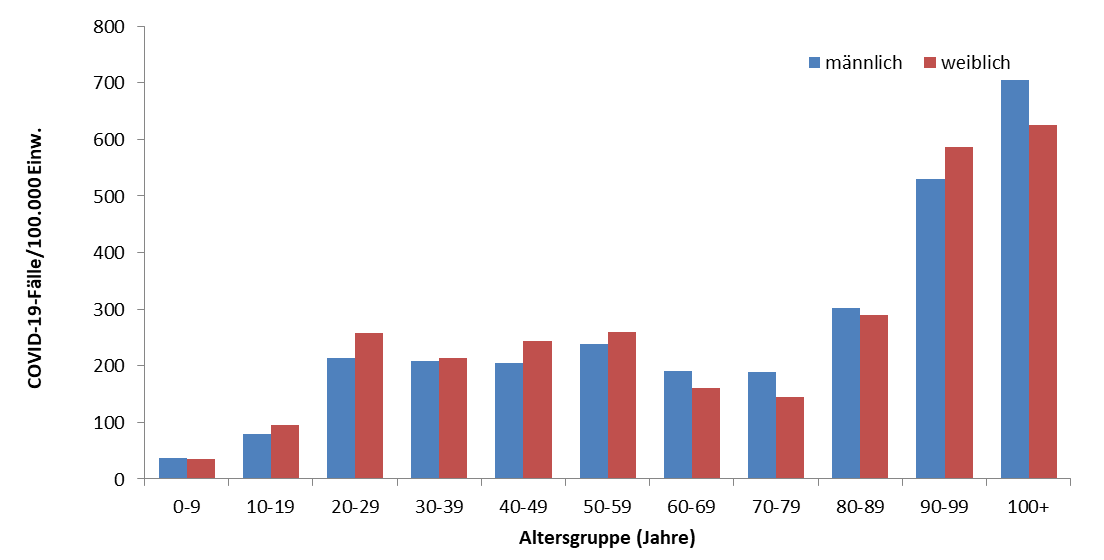 800
700
600
500
400
300
200
100
0
COVID-19-Fälle/100.000 Einw.
männlich weiblich
0-9 10-19 20-29 30-39 40-49 50-59 60-69 70-79 80-89 90-99 100+
Altersgruppe (Jahre)